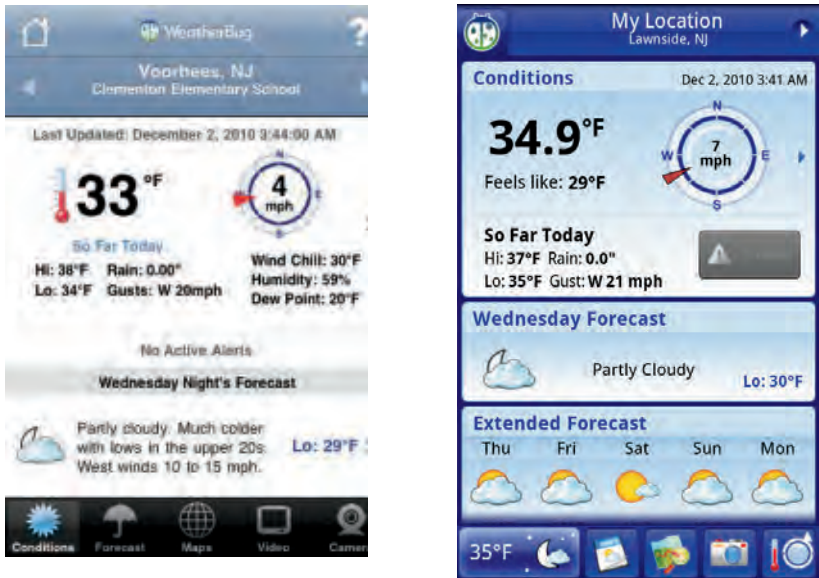 WeatherBug
?
Voorhees, NJ
Clementon Elementary School
Last Updated: December 2, 2010 3:44:00 AM
33°F
N
W
E
S
4
mph
So Far Today
Hi: 38°F Rain: 0.00"
Lo: 34°F Gusts: W 20mph
Wind Chill: 30°F
Humidity: 59%
Dew Point: 20°F
No Active Alerts
Wednesday Night's Forecast
Partly cloudy. Much colder
with lows in the upper 20s.
West winds 10 to 15 mph.
Lo: 29°F
Conditions Forecast Maps Video Camer
My Location
Lawnside, NJ
Conditions
Dec 2, 2010 3:41 AM
34.9°F
Feels like: 29°F
N
W
E
S
7
mph
So Far Today
Hi: 37°F Rain: 0.0"
Lo: 35°F Gust: W 21 mph
Wednesday Forecast
Partly Cloudy
Lo: 30°F
Extended Forecast
Thu Fri Sat Sun Mon
35°F